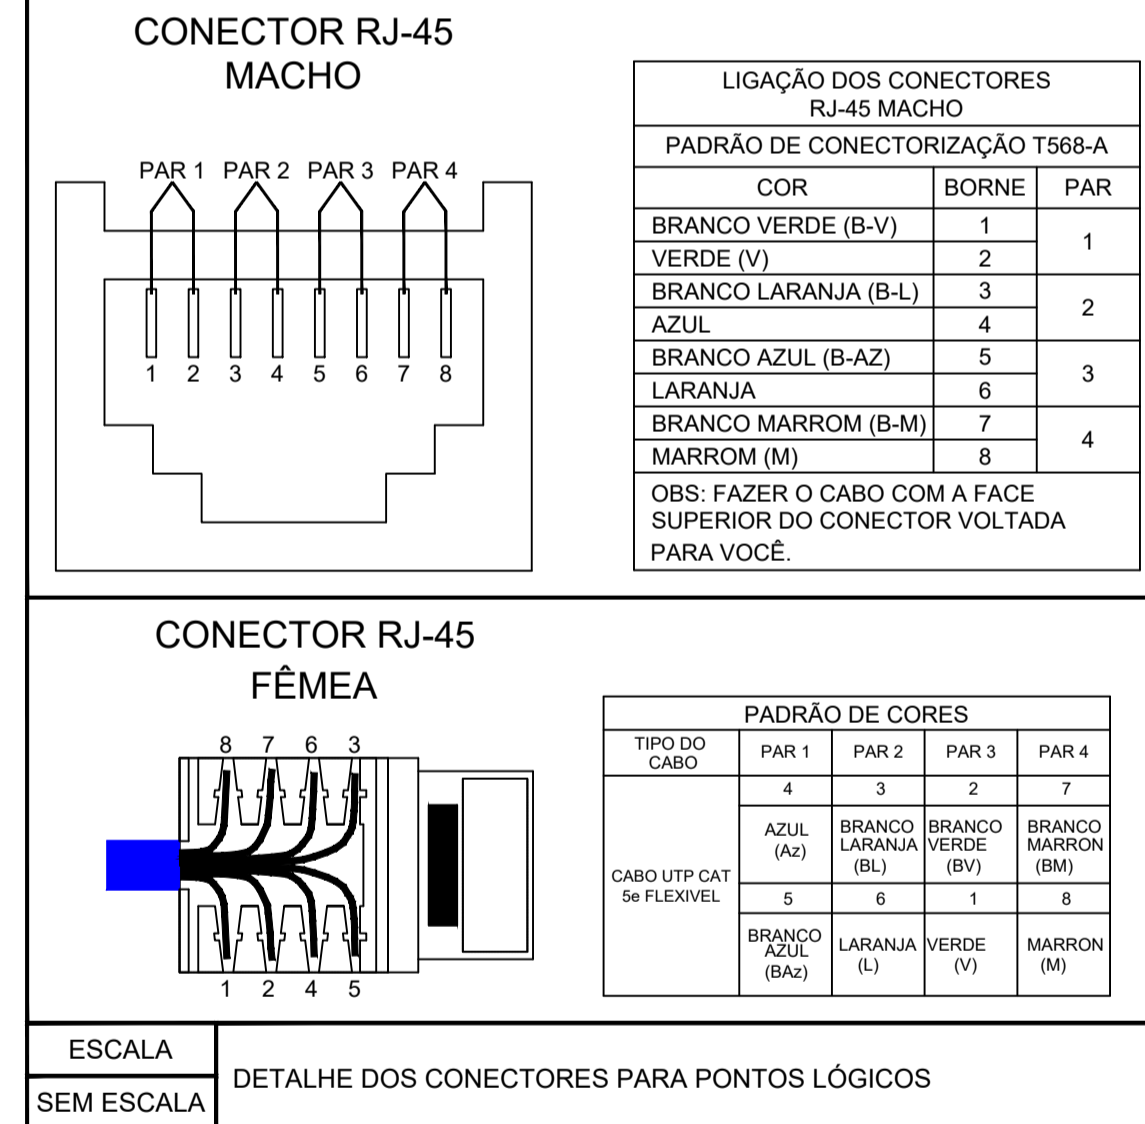 CONECTOR RJ-45
MACHO
PAR 1 PAR 2 PAR 3 PAR 4
1 2 3 4 5 6 7 8
LIGAÇÃO DOS CONECTORES
RJ-45 MACHO
PADRÃO DE CONECTORIZAÇÃO T568-A
COR BORNE PAR
BRANCO VERDE (B-V) 1
1
VERDE (V) 2
BRANCO LARANJA (B-L) 3
2
AZUL 4
BRANCO AZUL (B-AZ) 5
3
LARANJA 6
BRANCO MARROM (B-M) 7
4
MARROM (M) 8
OBS: FAZER O CABO COM A FACE
SUPERIOR DO CONECTOR VOLTADA
PARA VOCÊ.
CONECTOR RJ-45
FÊMEA
8 7 6 3
1 2 4 5
PADRÃO DE CORES
TIPO DO
CABO
PAR 1 PAR 2 PAR 3 PAR 4
CABO UTP CAT
5e FLEXIVEL
4 3 2 7
AZUL
(Az)
BRANCO
LARANJA
(BL)
BRANCO
VERDE
(BV)
BRANCO
MARRON
(BM)
5 6 1 8
BRANCO
AZUL
(BAz)
LARANJA
(L)
VERDE
(V)
MARRON
(M)
ESCALA
SEM ESCALA
DETALHE DOS CONECTORES PARA PONTOS LÓGICOS